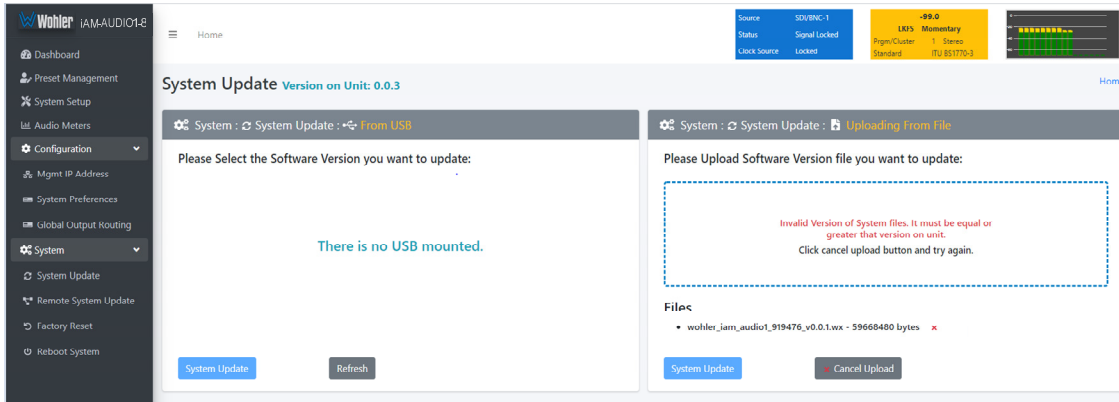 Wohler iAM-AUDIO1-8
Dashboard
Preset Management
System Setup
Audio Meters
Configuration
Mgmt IP Address
System Preferences
Global Output Routing
System
System Update
Remote System Update
Factory Reset
Reboot System
Home
Source SDI/BNC-1
Status Signal Locked
Clock Source Locked
-99.0
LKFS Momentary
Prgm/Cluster 1 Stereo
Standard ITU BS1770-3
System Update Version on Unit: 0.0.3
Hom
System : System Update : From USB
Please Select the Software Version you want to update:
There is no USB mounted.
System Update
Refresh
System : System Update : Uploading From File
Please Upload Software Version file you want to update:
Invalid Version of System files. It must be equal or
greater that version on unit.
Click cancel upload button and try again.
Files
wohler_iam_audio1_919476_v0.0.1.wx - 59668480 bytes x
System Update
x Cancel Upload